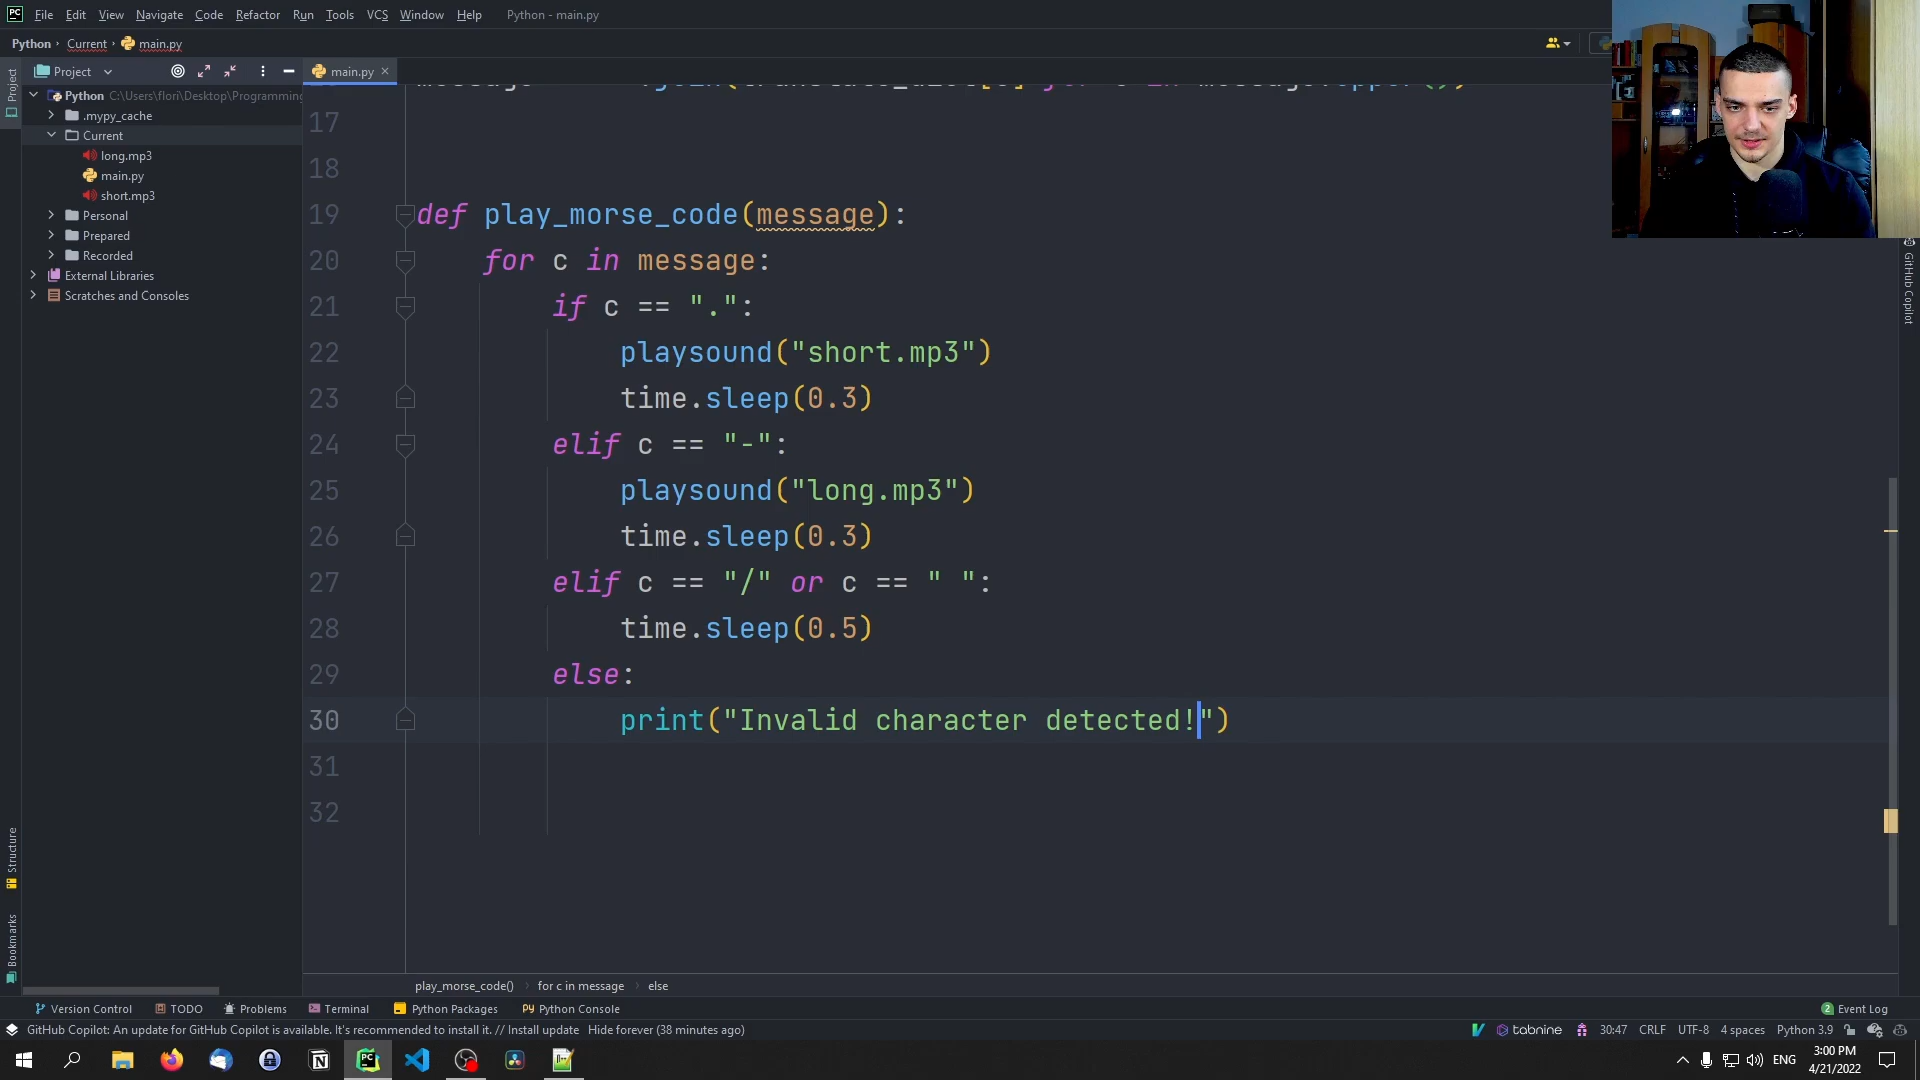 PC File Edit View Navigate Code Refactor Run Tools VCS Window Help Python - main.py
Python › Current › main.py
Project
main.py
Python C:\Users\flori\Desktop\Programming
.mypy_cache
Current
long.mp3
main.py
short.mp3
Personal
Prepared
Recorded
External Libraries
Scratches and Consoles
Project
Structure
Bookmarks
GitHub Copilot
17
18
19 def play_morse_code(message):
20 for c in message:
21 if c == ".":
22 playsound("short.mp3")
23 time.sleep(0.3)
24 elif c == "-":
25 playsound("long.mp3")
26 time.sleep(0.3)
27 elif c == "/" or c == " ":
28 time.sleep(0.5)
29 else:
30 print("Invalid character detected!")
31
32
play_morse_code() › for c in message › else
Version Control TODO Problems Terminal Python Packages Python Console 2 Event Log
GitHub Copilot: An update for GitHub Copilot is available. It's recommended to install it. // Install update Hide forever (38 minutes ago) tabnine 30:47 CRLF UTF-8 4 spaces Python 3.9
ENG 3:00 PM
4/21/2022